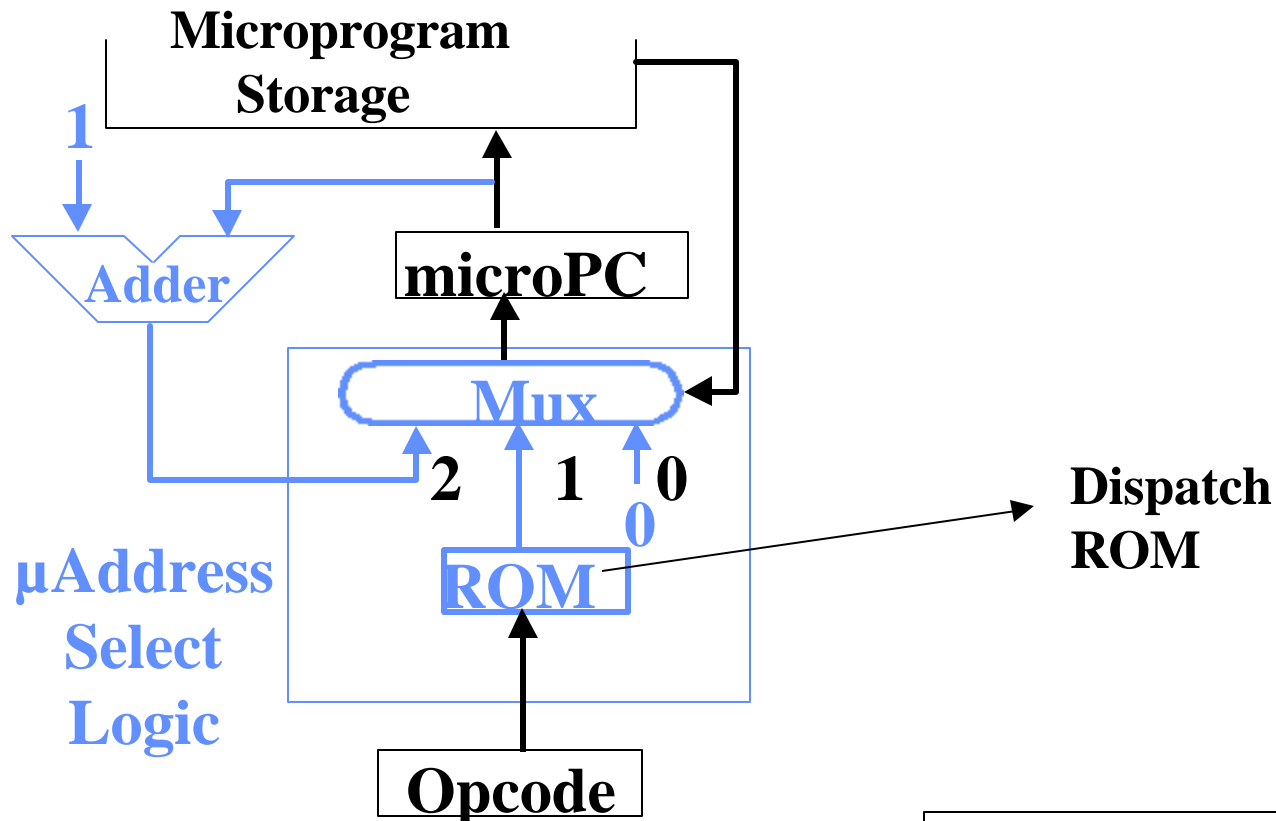 Microprogram
Storage
1
Adder
microPC
Mux
2 1 0
0
Dispatch
ROM
ROM
µAddress
Select
Logic
Opcode